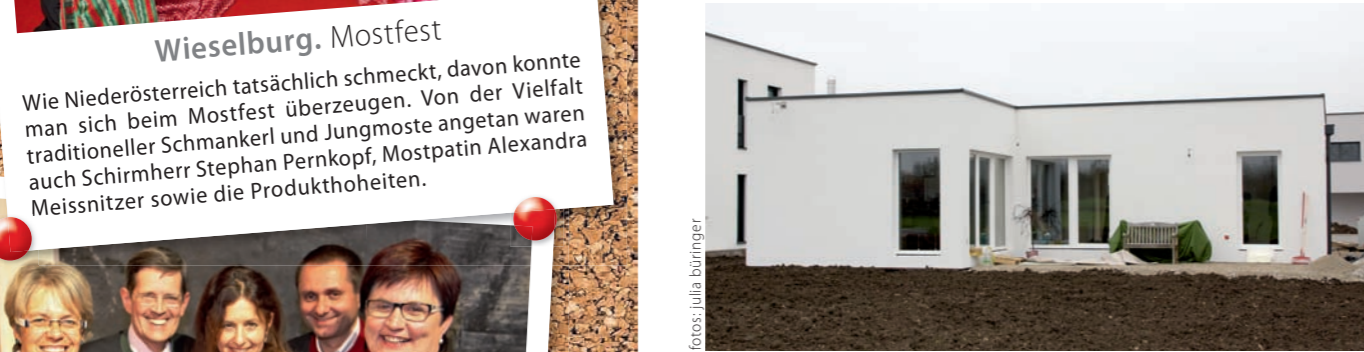 Wieselburg. Mostfest
Wie Niederösterreich tatsächlich schmeckt, davon konnte
man sich beim Mostfest überzeugen. Von der Vielfalt
traditioneller Schmankerl und Jungmoste angetan waren
auch Schirmherr Stephan Pernkopf, Mostpatin Alexandra
Meissnitzer sowie die Produkthoheiten.
fotos: julia büringer